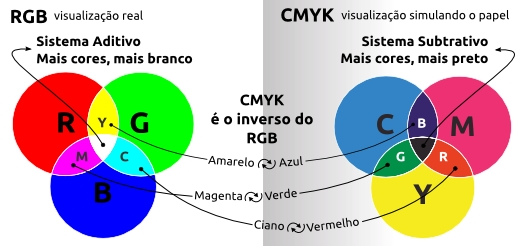 RGB visualização real
Sistema Aditivo
Mais cores, mais branco
R
Y
G
M
C
B
CMYK
é o inverso do
RGB
Amarelo Azul
Magenta Verde
Ciano Vermelho
CMYK visualização simulando o papel
Sistema Subtrativo
Mais cores, mais preto
C
B
M
G
R
Y